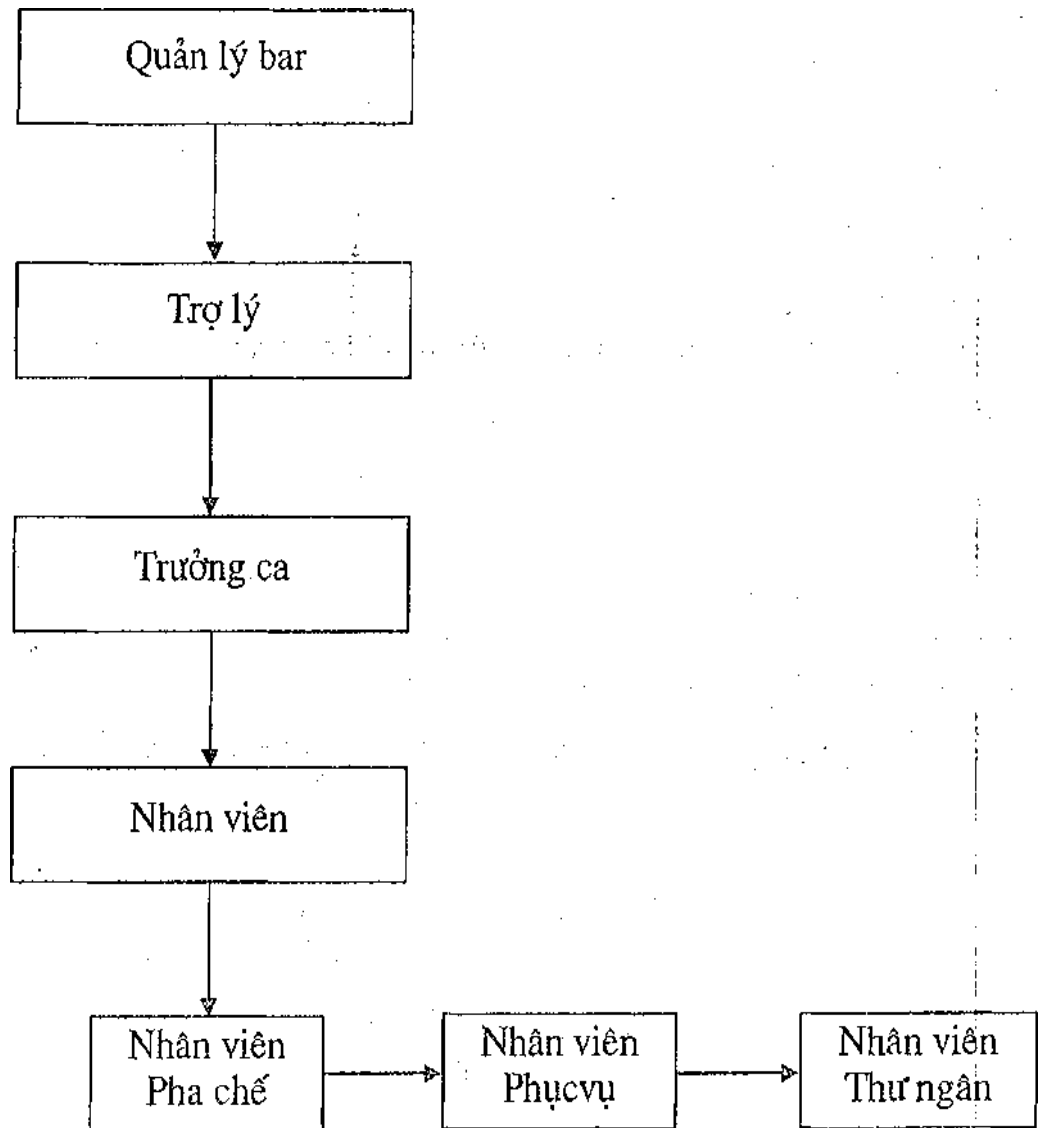 Quản lý bar
Trợ lý
Trưởng ca
Nhân viên
Nhân viên
Pha chế
Nhân viên
Phụcvụ
Nhân viên
Thư ngân